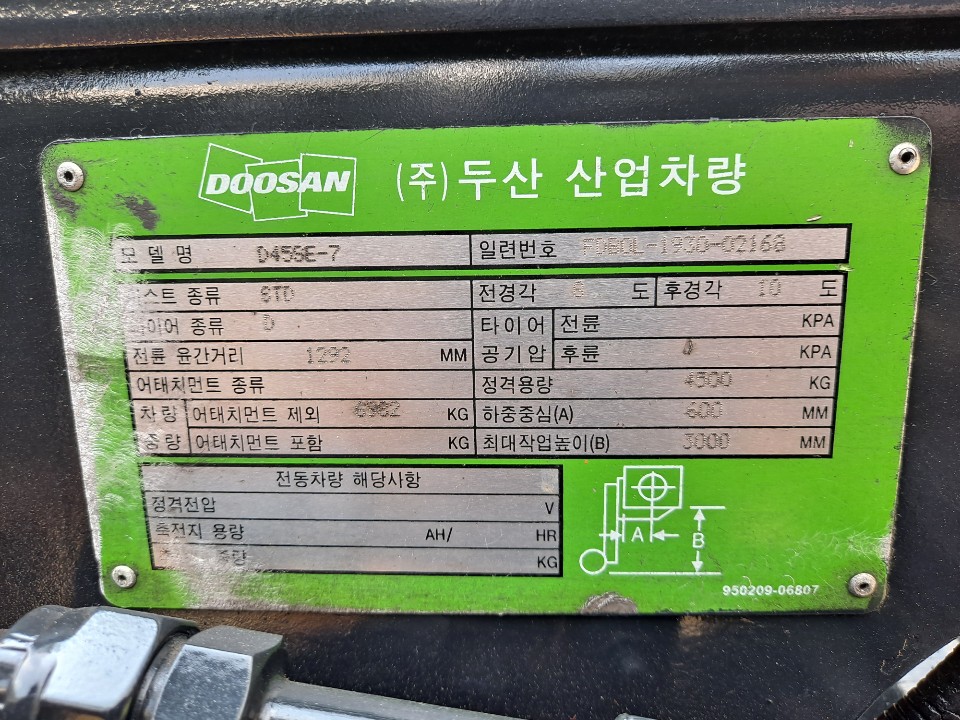 DOOSAN (주)두산 산업차량
모델명 D45SE-7 일련번호 FDB0L-1930-02168
스트 종류 STD 전경각 도 후경각 10 도
이어 종류 D 타이어 전륜 KPA
전륜 윤간거리 1292 MM 공기압 후륜 KPA
어태치먼트 종류 정격용량 4500 KG
차량 어태치먼트 제외 KG 하중중심(A) 600 MM
중량 어태치먼트 포함 KG 최대작업높이(B) 3000 MM
전동차량 해당사항
정격전압 V
축전지 용량 AH/ HR
중량 KG
A
B
950209-06807